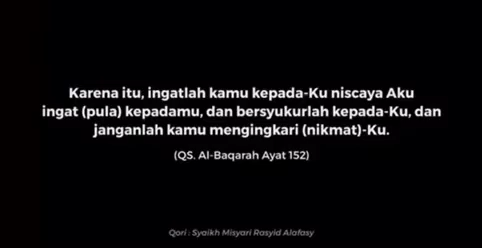 Karena itu, ingatlah kamu kepada-Ku niscaya Aku
ingat (pula) kepadamu, dan bersyukurlah kepada-Ku, dan
janganlah kamu mengingkari (nikmat)-Ku.
(QS. Al-Baqarah Ayat 152)
Qori : Syaikh Misyari Rasyid Alafasy